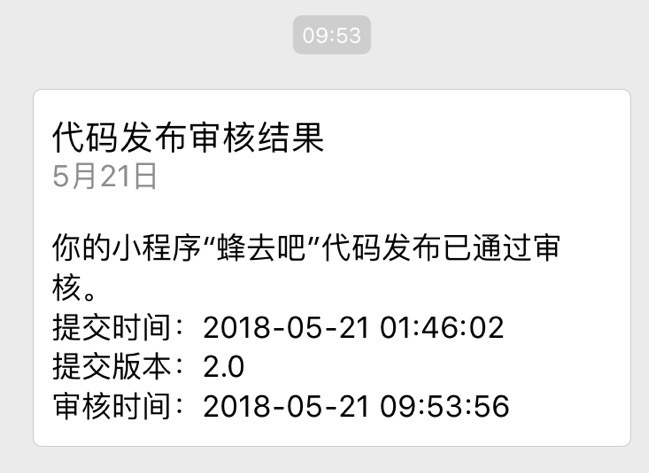 09:53
代码发布审核结果
5月21日
你的小程序“蜂去吧”代码发布已通过审
核。
提交时间：2018-05-21 01:46:02
提交版本：2.0
审核时间：2018-05-21 09:53:56